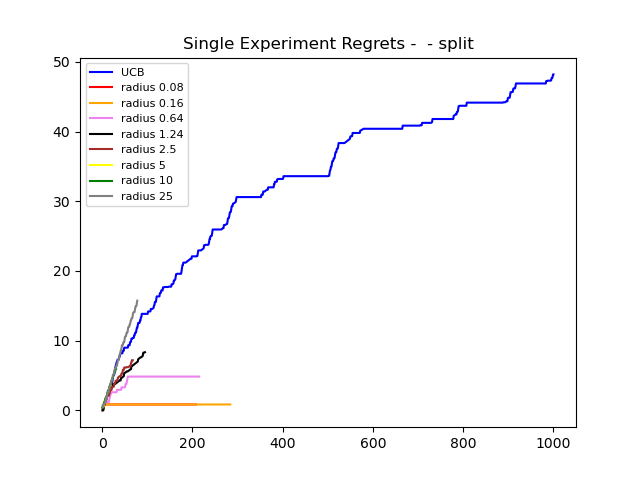 Single Experiment Regrets -  - split
50
40
30
20
10
0
UCB
radius 0.08
radius 0.16
radius 0.64
radius 1.24
radius 2.5
radius 5
radius 10
radius 25
0 200 400 600 800 1000